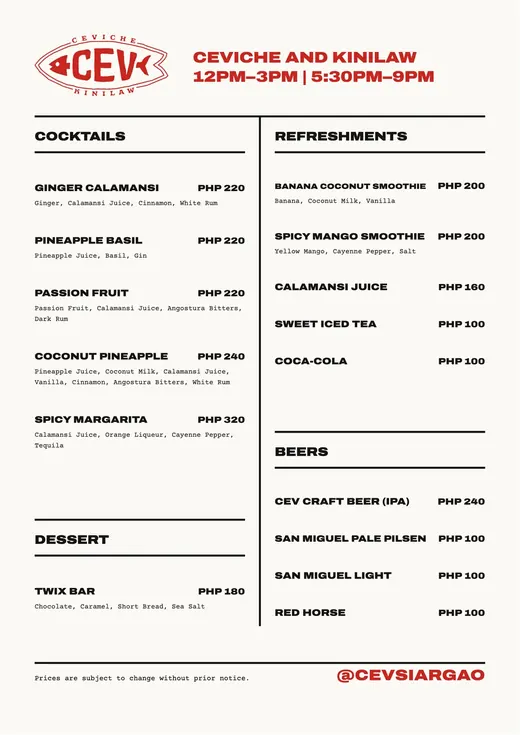 CEVICHE
CEV
KINILAW
CEVICHE AND KINILAW
12PM–3PM | 5:30PM–9PM
COCKTAILS
GINGER CALAMANSI PHP 220
Ginger, Calamansi Juice, Cinnamon, White Rum
PINEAPPLE BASIL PHP 220
Pineapple Juice, Basil, Gin
PASSION FRUIT PHP 220
Passion Fruit, Calamansi Juice, Angostura Bitters,
Dark Rum
COCONUT PINEAPPLE PHP 240
Pineapple Juice, Coconut Milk, Calamansi Juice,
Vanilla, Cinnamon, Angostura Bitters, White Rum
SPICY MARGARITA PHP 320
Calamansi Juice, Orange Liqueur, Cayenne Pepper,
Tequila
DESSERT
TWIX BAR PHP 180
Chocolate, Caramel, Short Bread, Sea Salt
REFRESHMENTS
BANANA COCONUT SMOOTHIE PHP 200
Banana, Coconut Milk, Vanilla
SPICY MANGO SMOOTHIE PHP 200
Yellow Mango, Cayenne Pepper, Salt
CALAMANSI JUICE PHP 160
SWEET ICED TEA PHP 100
COCA-COLA PHP 100
BEERS
CEV CRAFT BEER (IPA) PHP 240
SAN MIGUEL PALE PILSEN PHP 100
SAN MIGUEL LIGHT PHP 100
RED HORSE PHP 100
Prices are subject to change without prior notice.
@CEVSIARGAO